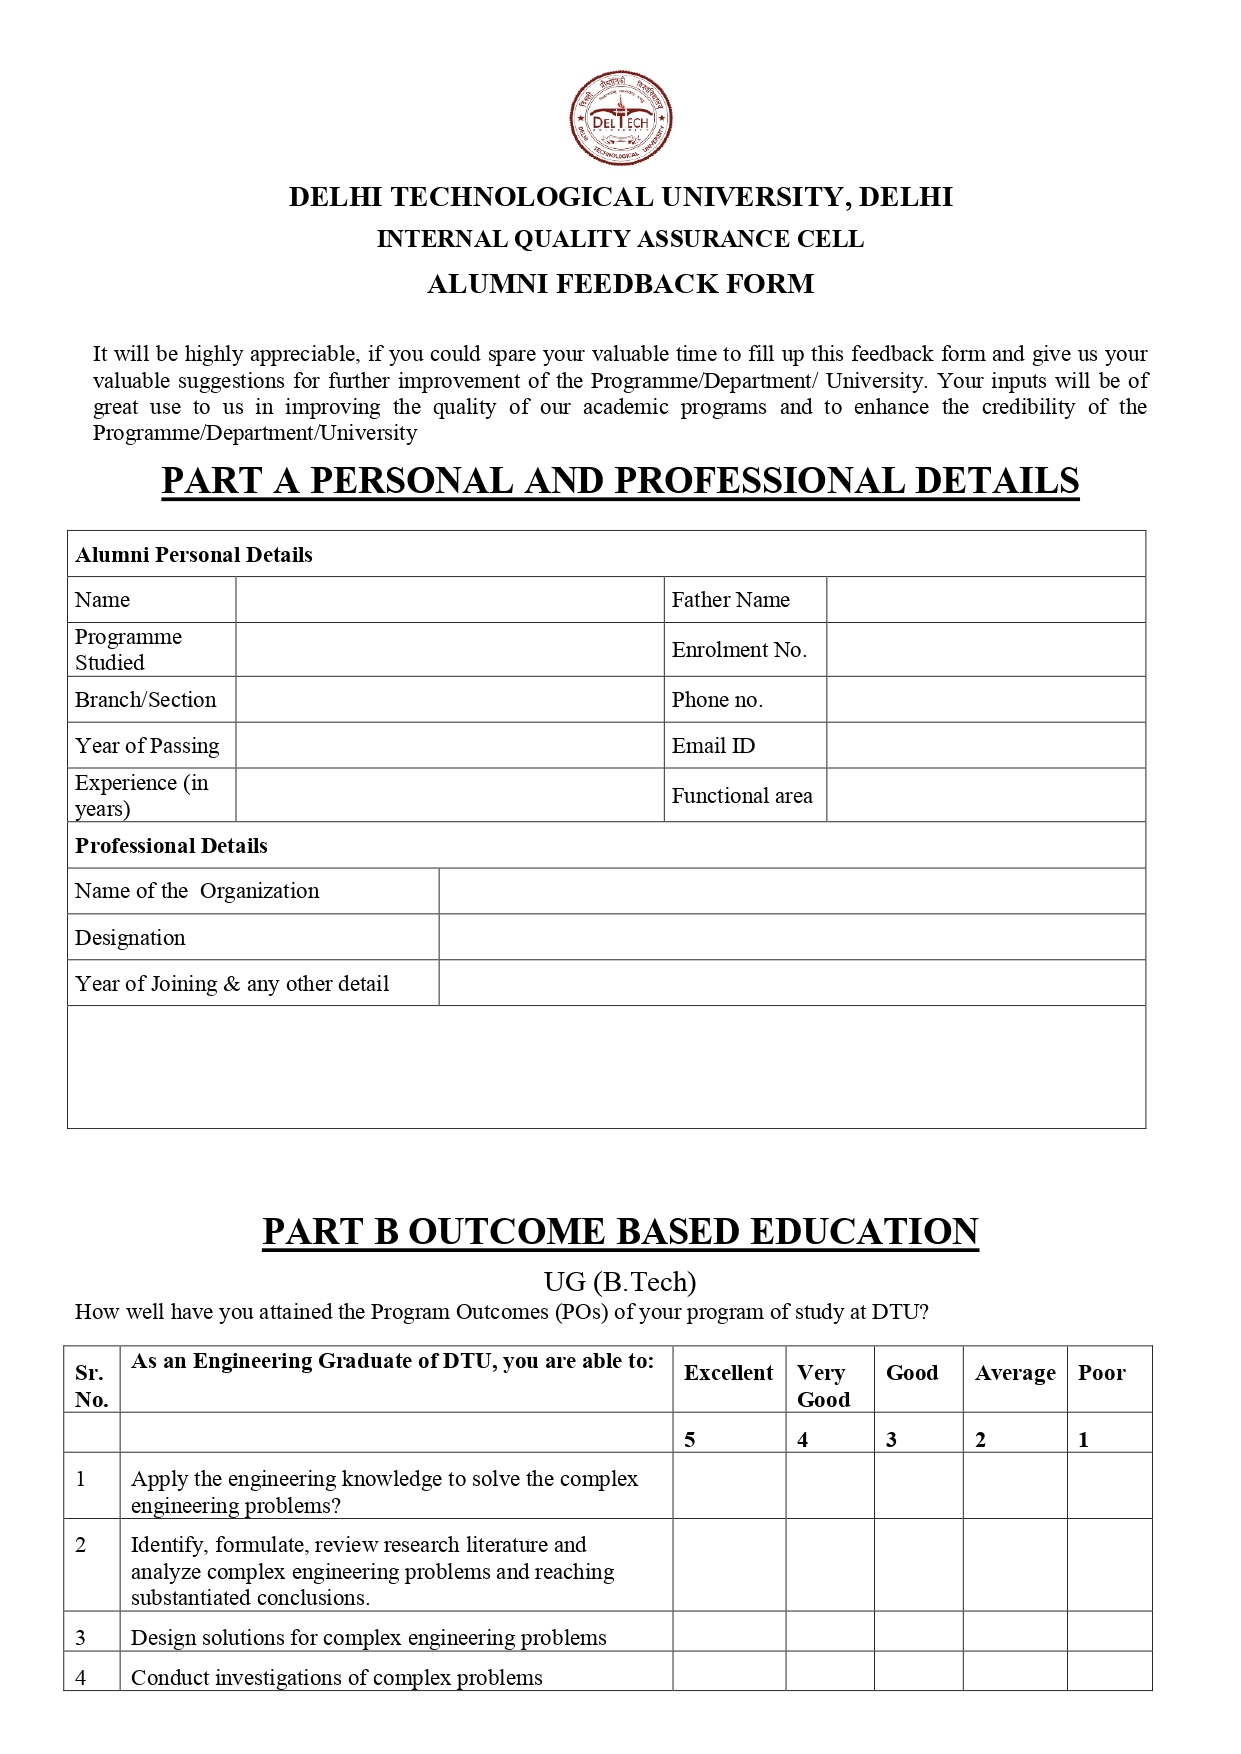 DELTECH
DELHI TECHNOLOGICAL UNIVERSITY
DELHI TECHNOLOGICAL UNIVERSITY, DELHI
INTERNAL QUALITY ASSURANCE CELL
ALUMNI FEEDBACK FORM
It will be highly appreciable, if you could spare your valuable time to fill up this feedback form and give us your
valuable suggestions for further improvement of the Programme/Department/ University. Your inputs will be of
great use to us in improving the quality of our academic programs and to enhance the credibility of the
Programme/Department/University
PART A PERSONAL AND PROFESSIONAL DETAILS
Alumni Personal Details
Name
Father Name
Programme
Studied
Enrolment No.
Branch/Section
Phone no.
Year of Passing
Email ID
Experience (in
years)
Functional area
Professional Details
Name of the  Organization
Designation
Year of Joining & any other detail
PART B OUTCOME BASED EDUCATION
UG (B.Tech)
How well have you attained the Program Outcomes (POs) of your program of study at DTU?
Sr.
No.
As an Engineering Graduate of DTU, you are able to:
Excellent
Very
Good
Good
Average
Poor
5
4
3
2
1
1
Apply the engineering knowledge to solve the complex
engineering problems?
2
Identify, formulate, review research literature and
analyze complex engineering problems and reaching
substantiated conclusions.
3
Design solutions for complex engineering problems
4
Conduct investigations of complex problems